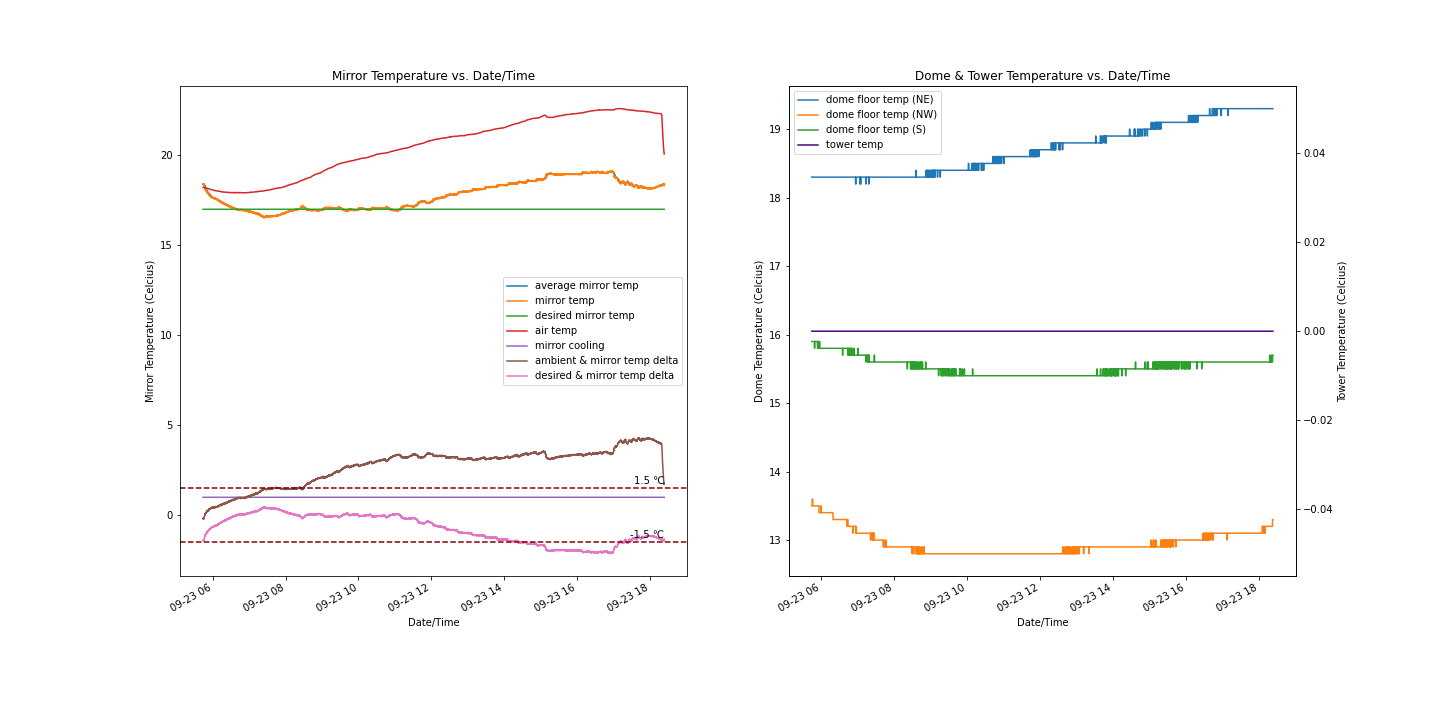 Mirror Temperature vs. Date/Time
Mirror Temperature (Celcius)
20
15
10
5
0
average mirror temp
mirror temp
desired mirror temp
air temp
mirror cooling
ambient & mirror temp delta
desired & mirror temp delta
1.5 °C
-1.5 °C
09-23 06
09-23 08
09-23 10
09-23 12
09-23 14
09-23 16
09-23 18
Date/Time
Dome & Tower Temperature vs. Date/Time
dome floor temp (NE)
dome floor temp (NW)
dome floor temp (S)
tower temp
Dome Temperature (Celcius)
19
18
17
16
15
14
13
0.04
0.02
0.00
−0.02
−0.04
Tower Temperature (Celcius)
09-23 06
09-23 08
09-23 10
09-23 12
09-23 14
09-23 16
09-23 18
Date/Time